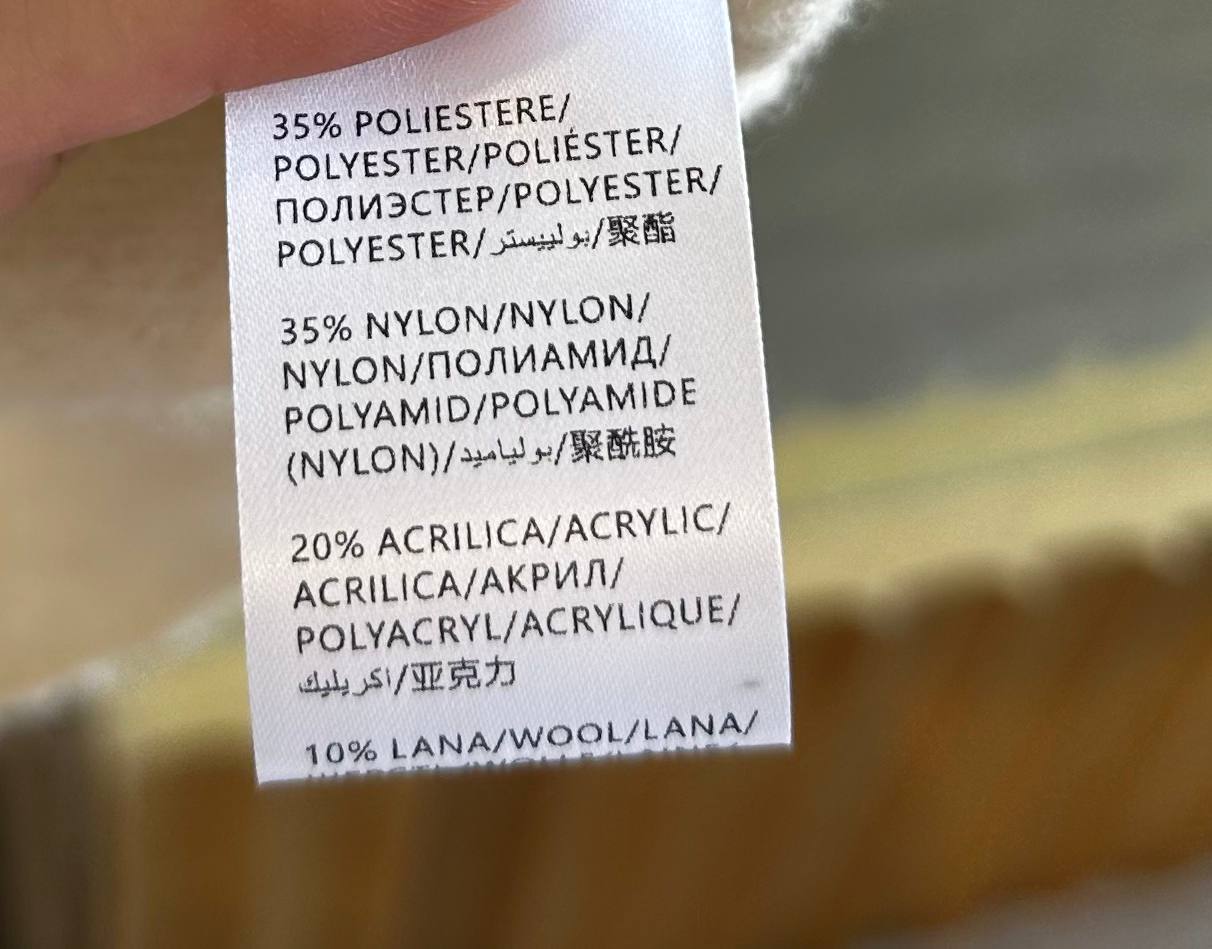 35% POLIESTERE/
POLYESTER/POLIÉSTER/
ПОЛИЭСТЕР/POLYESTER/
POLYESTER/بولييستر/聚酯
35% NYLON/NYLON/
NYLON/ПОЛИАМИД/
POLYAMID/POLYAMIDE
(NYLON)/بولياميد/聚酰胺
20% ACRILICA/ACRYLIC/
ACRILICA/АКРИЛ/
POLYACRYL/ACRYLIQUE/
اكريليك/亚克力
10% LANA/WOOL/LANA/